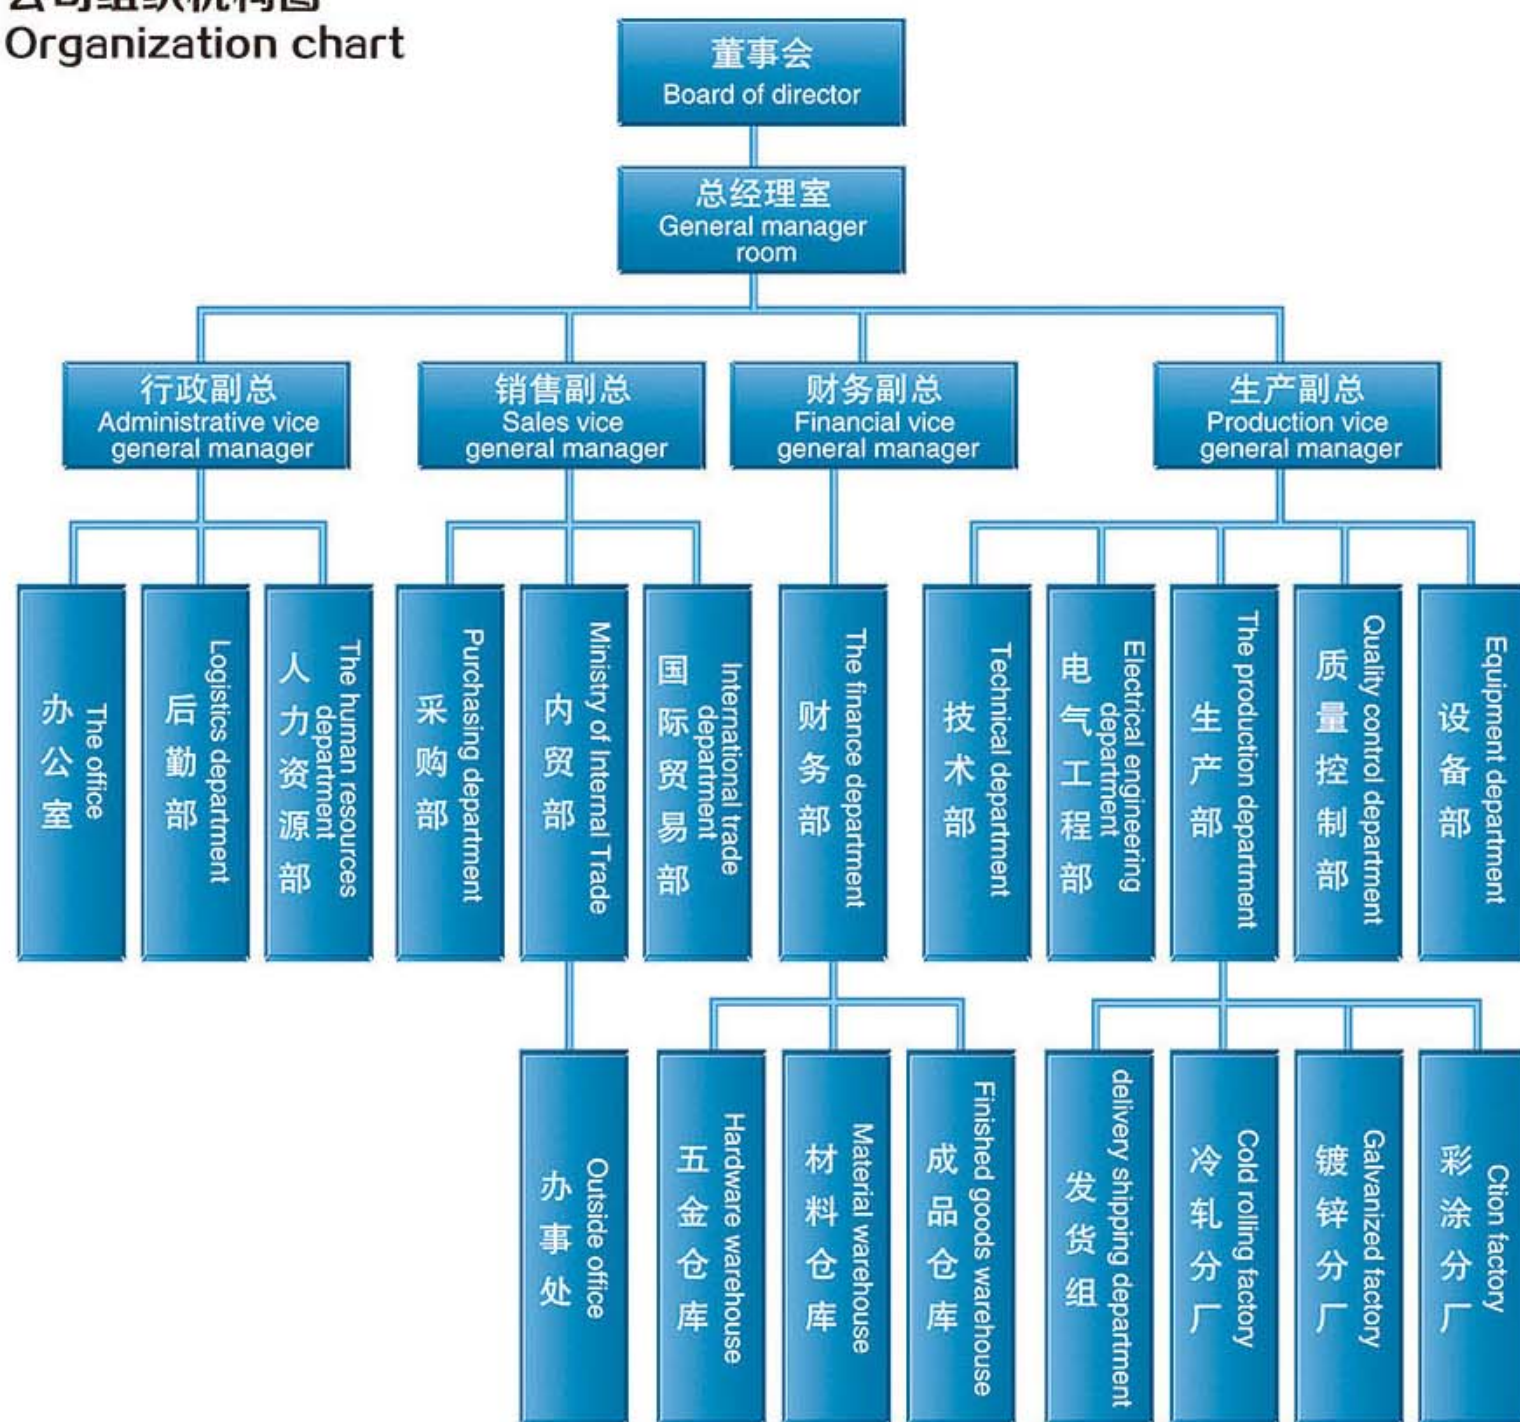 公司组织机构图
Organization chart
董事会
Board of director
总经理室
General manager
room
行政副总
Administrative vice
general manager
销售副总
Sales vice
general manager
财务副总
Financial vice
general manager
生产副总
Production vice
general manager
办公室
The office
后勤部
Logistics department
人力资源部
The human resources
department
采购部
Purchasing department
内贸部
Ministry of Internal Trade
国际贸易部
International trade
department
财务部
The finance department
技术部
Technical department
电气工程部
Electrical engineering
department
生产部
The production department
质量控制部
Quality control department
设备部
Equipment department
办事处
Outside office
五金仓库
Hardware warehouse
材料仓库
Material warehouse
成品仓库
Finished goods warehouse
发货组
delivery shipping department
冷轧分厂
Cold rolling factory
镀锌分厂
Galvanized factory
彩涂分厂
Ction factory